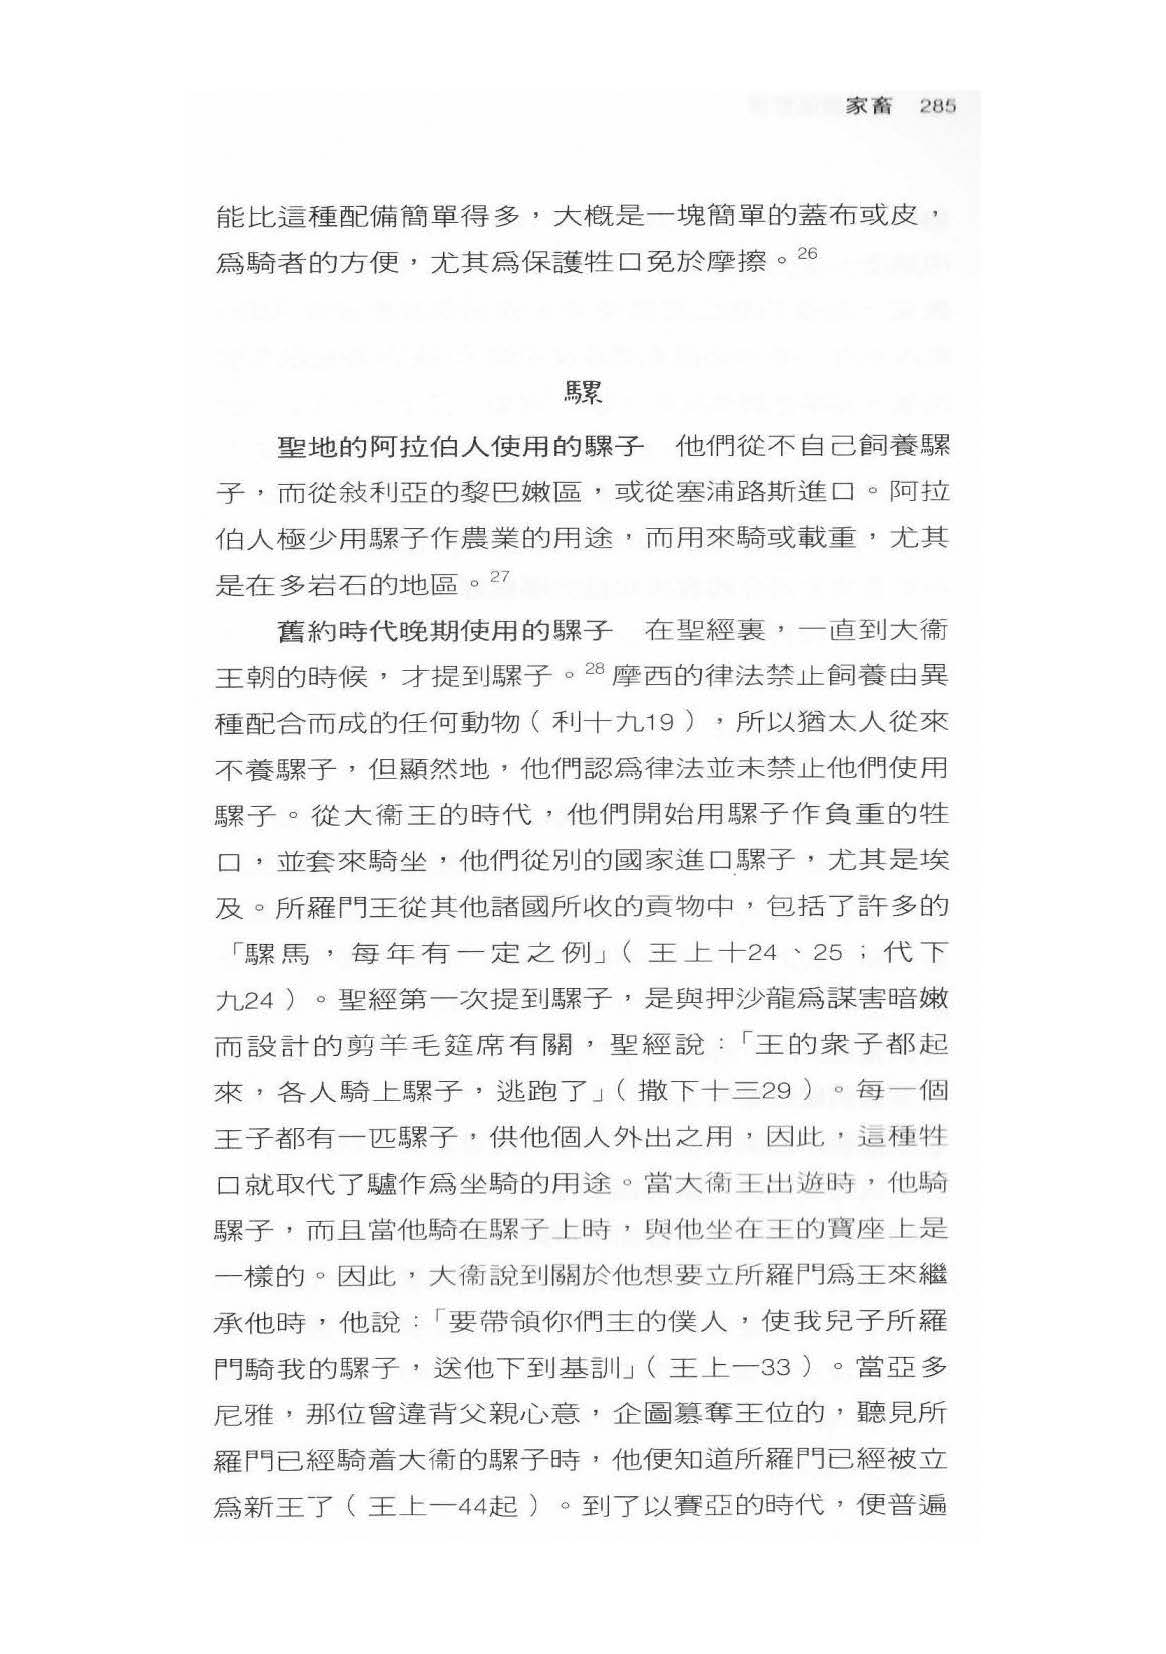 家畜 285
能比這種配備簡單得多，大概是一塊簡單的蓋布或皮，
爲騎者的方便，尤其爲保護牲口免於摩擦。26
騾
聖地的阿拉伯人使用的騾子　他們從不自己飼養騾
子，而從敍利亞的黎巴嫩區，或從塞浦路斯進口。阿拉
伯人極少用騾子作農業的用途，而用來騎或載重，尤其
是在多岩石的地區。27
舊約時代晚期使用的騾子　在聖經裏，一直到大衞
王朝的時候，才提到騾子。28摩西的律法禁止飼養由異
種配合而成的任何動物（利十九19），所以猶太人從來
不養騾子，但顯然地，他們認爲律法並未禁止他們使用
騾子。從大衞王的時代，他們開始用騾子作負重的牲
口，並套來騎坐，他們從別的國家進口騾子，尤其是埃
及。所羅門王從其他諸國所收的貢物中，包括了許多的
「騾馬，每年有一定之例」（王上十24、25；代下
九24）。聖經第一次提到騾子，是與押沙龍爲謀害暗嫩
而設計的剪羊毛筵席有關，聖經說：「王的衆子都起
來，各人騎上騾子，逃跑了」（撒下十三29）。每一個
王子都有一匹騾子，供他個人外出之用，因此，這種牲
口就取代了驢作爲坐騎的用途。當大衞王出遊時，他騎
騾子，而且當他騎在騾子上時，與他坐在王的寶座上是
一樣的。因此，大衞說到關於他想要立所羅門爲王來繼
承他時，他說：「要帶領你們主的僕人，使我兒子所羅
門騎我的騾子，送他下到基訓」（王上一33）。當亞多
尼雅，那位曾違背父親心意，企圖篡奪王位的，聽見所
羅門已經騎着大衞的騾子時，他便知道所羅門已經被立
爲新王了（王上一44起）。到了以賽亞的時代，便普遍